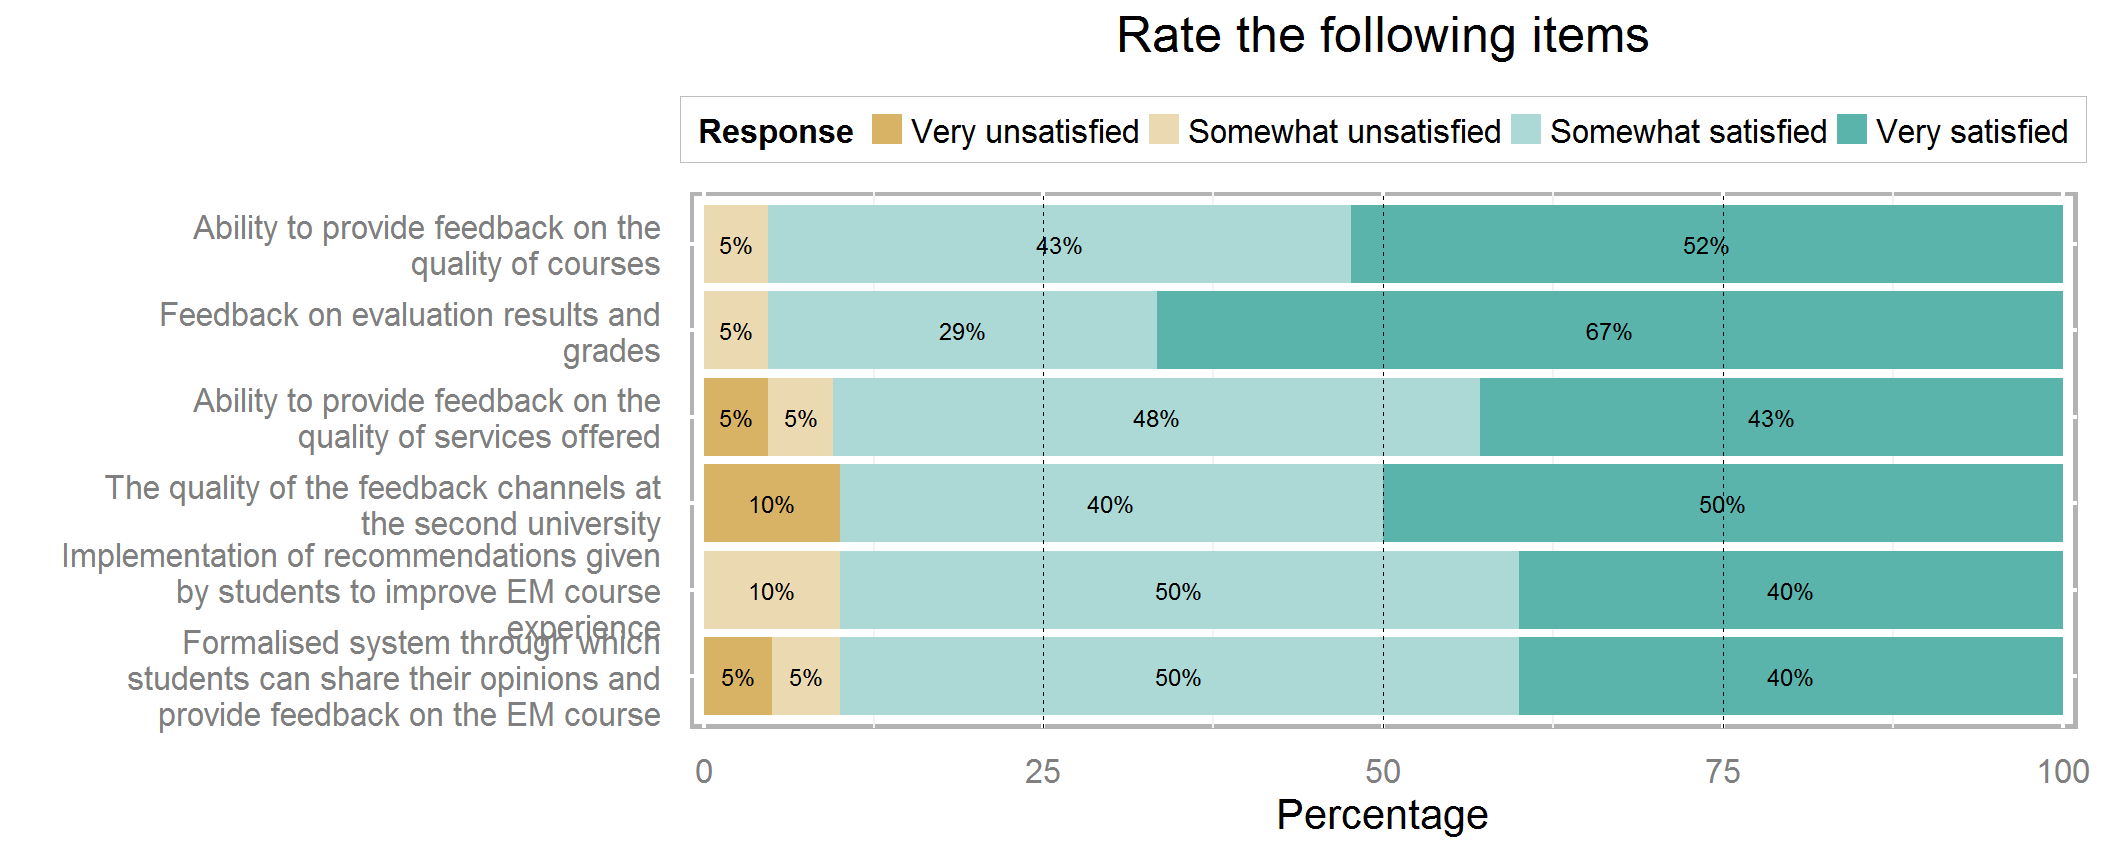 Rate the following items
Response Very unsatisfied Somewhat unsatisfied Somewhat satisfied Very satisfied
Ability to provide feedback on the
quality of courses
5% 43% 52%
Feedback on evaluation results and
grades
5% 29% 67%
Ability to provide feedback on the
quality of services offered
5% 5% 48% 43%
The quality of the feedback channels at
the second university
10% 40% 50%
Implementation of recommendations given
by students to improve EM course
experience
10% 50% 40%
Formalised system through which
students can share their opinions and
provide feedback on the EM course
5% 5% 50% 40%
0 25 50 75 100
Percentage